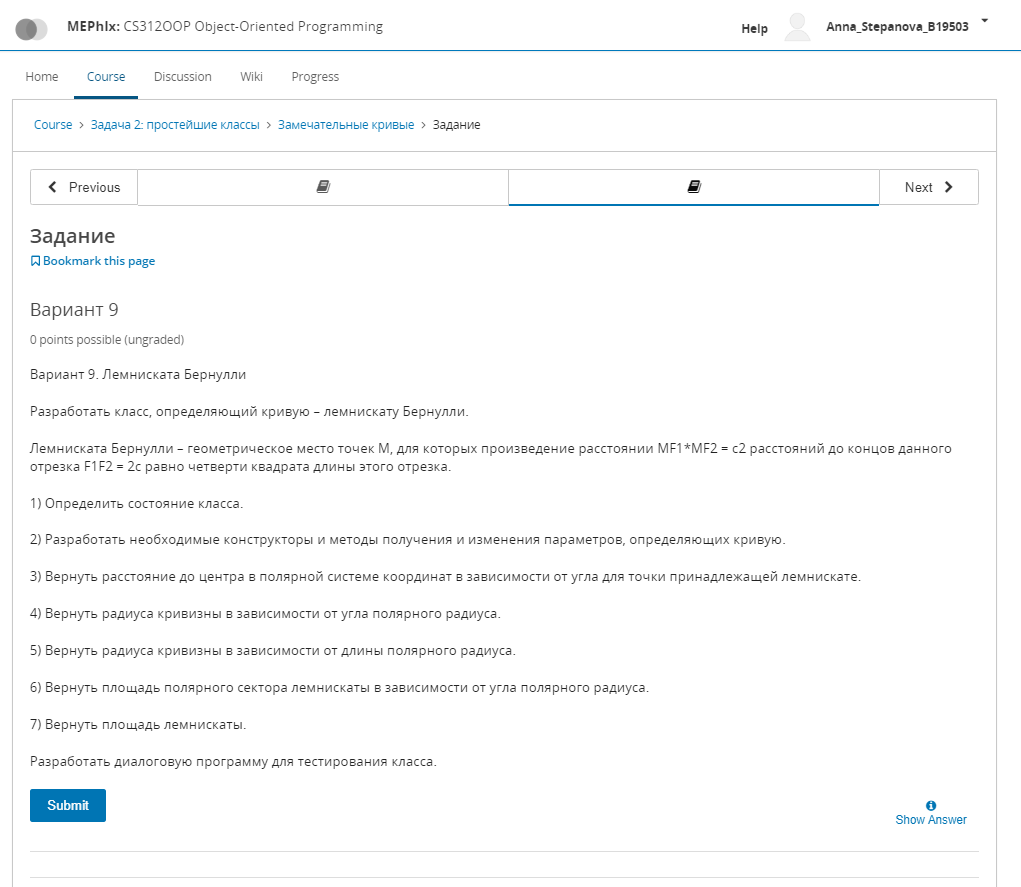 MEPhIx: CS312OOP Object-Oriented Programming
Help
Anna_Stepanova_B19503
Home Course Discussion Wiki Progress
Course > Задача 2: простейшие классы > Замечательные кривые > Задание
Previous
Next
Задание
Bookmark this page
Вариант 9
0 points possible (ungraded)
Вариант 9. Лемниската Бернулли
Разработать класс, определяющий кривую – лемнискату Бернулли.
Лемниската Бернулли – геометрическое место точек M, для которых произведение расстоянии MF1*MF2 = c2 расстояний до концов данного
отрезка F1F2 = 2c равно четверти квадрата длины этого отрезка.
1) Определить состояние класса.
2) Разработать необходимые конструкторы и методы получения и изменения параметров, определяющих кривую.
3) Вернуть расстояние до центра в полярной системе координат в зависимости от угла для точки принадлежащей лемнискате.
4) Вернуть радиуса кривизны в зависимости от угла полярного радиуса.
5) Вернуть радиуса кривизны в зависимости от длины полярного радиуса.
6) Вернуть площадь полярного сектора лемнискаты в зависимости от угла полярного радиуса.
7) Вернуть площадь лемнискаты.
Разработать диалоговую программу для тестирования класса.
Submit
Show Answer